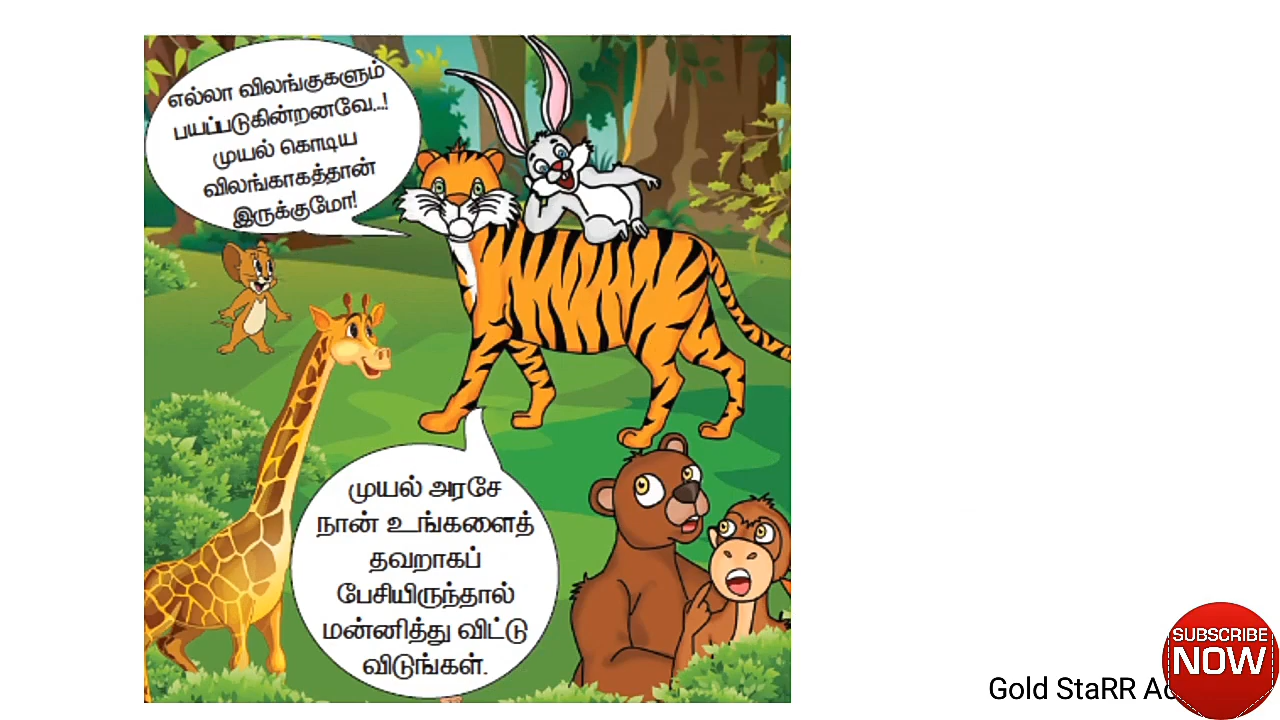 எல்லா விலங்குகளும்
பயப்படுகின்றனவே..!
முயல் கொடிய
விலங்காகத்தான்
இருக்குமோ!
முயல் அரசே
நான் உங்களைத்
தவறாகப்
பேசியிருந்தால்
மன்னித்து விட்டு
விடுங்கள்.
SUBSCRIBE
NOW
Gold StaRR